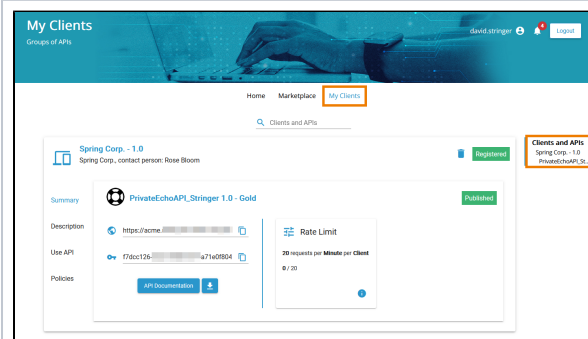 My Clients
Groups of APIs
david.stringer
4
Logout
Home Marketplace My Clients
Clients and APIs
Spring Corp. - 1.0
Spring Corp., contact person: Rose Bloom
Registered
Clients and APIs
Spring Corp. - 1.0
PrivateEchoAPI_St...
Summary
Description
Use API
Policies
PrivateEchoAPI_Stringer 1.0 - Gold
Published
https://acme.
f7dcc126- a71e0f804
API Documentation
Rate Limit
20 requests per Minute per Client
0 / 20